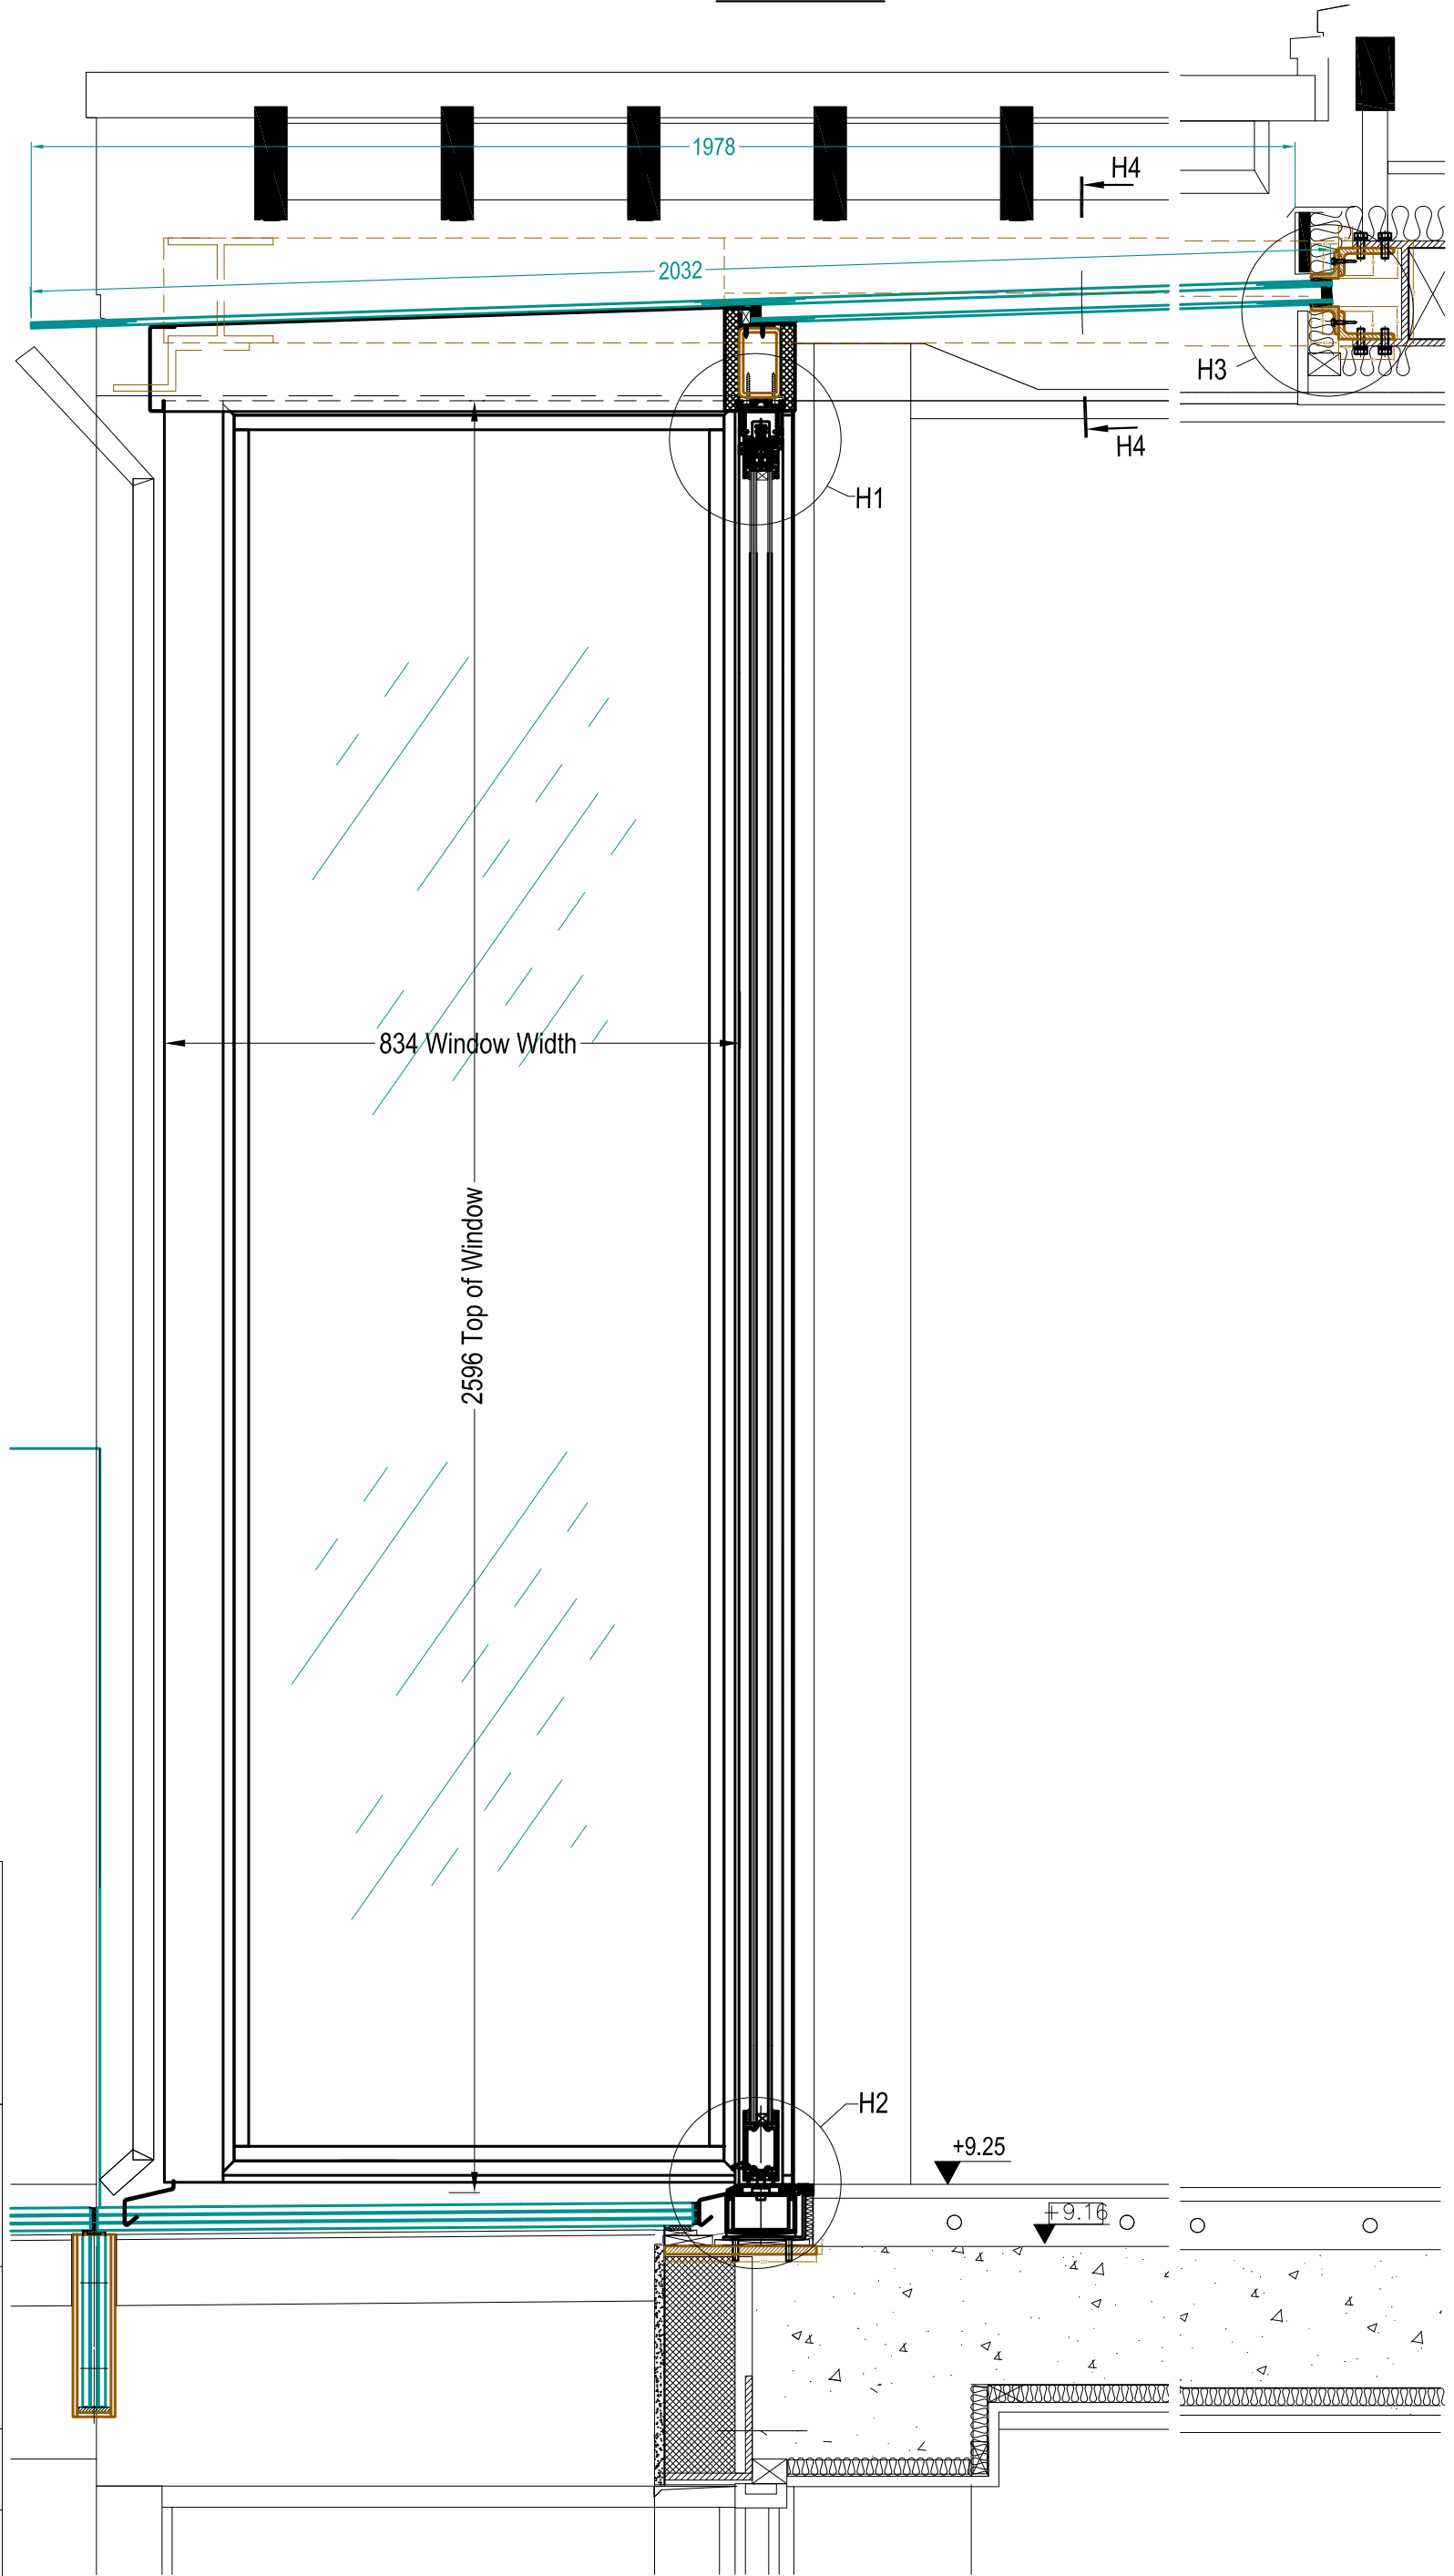 1978
H4
2032
H3
H4
H1
834 Window Width
2596 Top of Window
H2
+9.25
+9.16